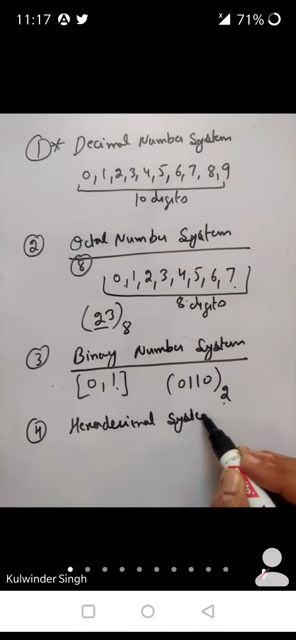 11:17
71%
1 * Decimal Number System
0, 1, 2, 3, 4, 5, 6, 7, 8, 9
10 digits
2 Octal Number System
8 0, 1, 2, 3, 4, 5, 6, 7
8 digits
(23)8
3 Binary Number System
[0, 1] (0110)2
4 Hexadecimal Syste
Kulwinder Singh